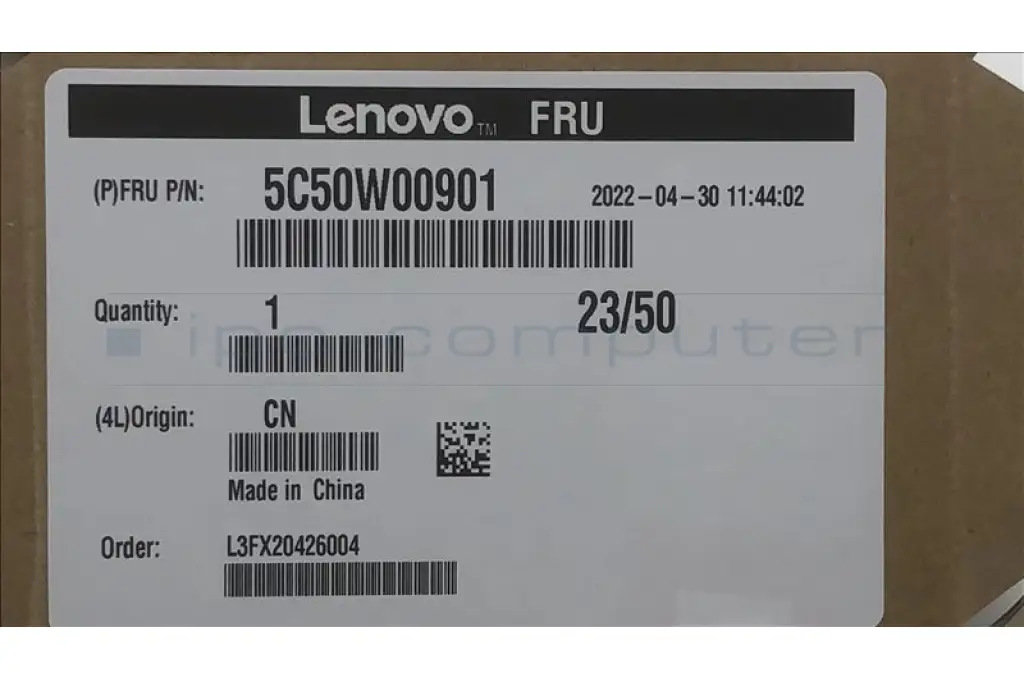 Lenovo™ FRU
(P)FRU P/N: 5C50W00901 2022-04-30 11:44:02
Quantity: 1 23/50
ipc computer
(4L)Origin: CN
Made in China
Order: L3FX20426004